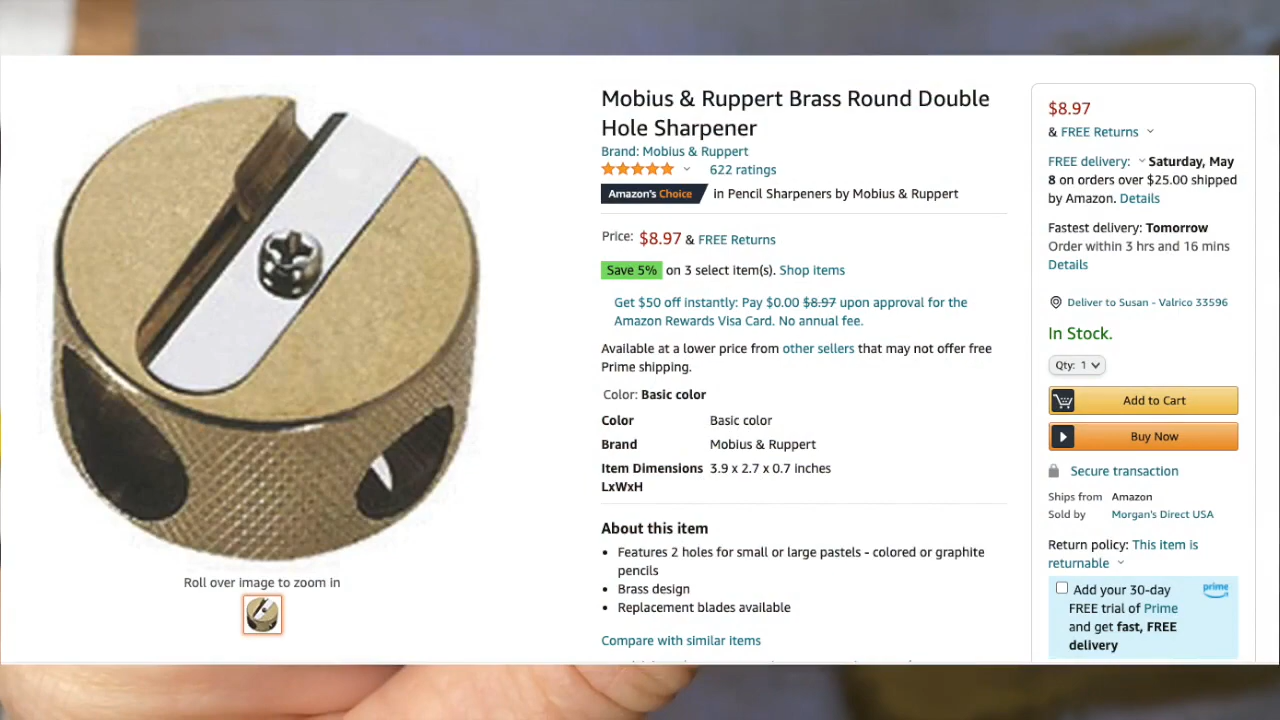 Mobius & Ruppert Brass Round Double
Hole Sharpener
Brand: Mobius & Ruppert
622 ratings
Amazon's Choice in Pencil Sharpeners by Mobius & Ruppert
Price: $8.97 & FREE Returns
Save 5% on 3 select item(s). Shop items
Get $50 off instantly: Pay $0.00 $8.97 upon approval for the
Amazon Rewards Visa Card. No annual fee.
Available at a lower price from other sellers that may not offer free
Prime shipping.
Color: Basic color
Color Basic color
Brand Mobius & Ruppert
Item Dimensions 3.9 x 2.7 x 0.7 inches
LxWxH
About this item
• Features 2 holes for small or large pastels - colored or graphite
pencils
• Brass design
• Replacement blades available
Compare with similar items
Roll over image to zoom in
$8.97
& FREE Returns
FREE delivery: Saturday, May
8 on orders over $25.00 shipped
by Amazon. Details
Fastest delivery: Tomorrow
Order within 3 hrs and 16 mins
Details
Deliver to Susan - Valrico 33596
In Stock.
Qty: 1
Add to Cart
Buy Now
Secure transaction
Ships from Amazon
Sold by Morgan's Direct USA
Return policy: This item is
returnable
Add your 30-day
FREE trial of Prime
and get fast, FREE
delivery
prime